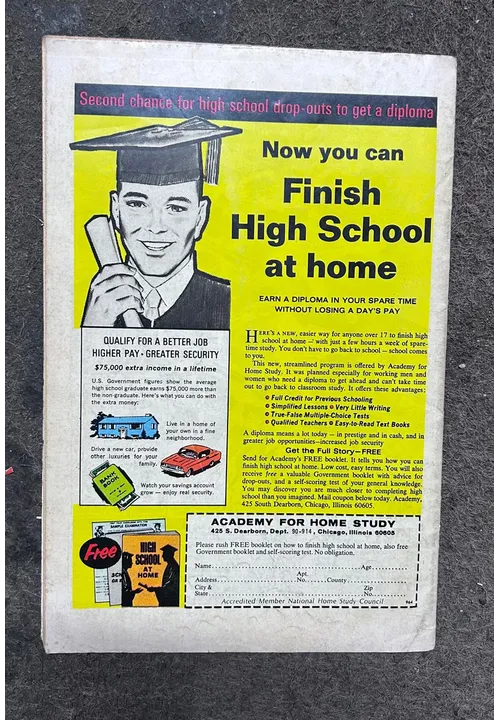 Second chance for high school drop-outs to get a diploma
Now you can
Finish
High School
at home
EARN A DIPLOMA IN YOUR SPARE TIME
WITHOUT LOSING A DAY'S PAY
QUALIFY FOR A BETTER JOB
HIGHER PAY · GREATER SECURITY
$75,000 extra income in a lifetime
U.S. Government figures show the average
high school graduate earns $75,000 more than
the non-graduate. Here's what you can do with
the extra money:
Live in a home of
your own in a fine
neighborhood.
Drive a new car, provide
other luxuries for your
family.
BANK
BOOK
Watch your savings account
grow — enjoy real security.
HERE'S A NEW, easier way for anyone over 17 to finish high
school at home — with just a few hours a week of spare-
time study. You don't have to go back to school — school comes
to you.
This new, streamlined program is offered by Academy for
Home Study. It was planned especially for working men and
women who need a diploma to get ahead and can't take time
out to go back to classroom study. It offers these advantages:
Full Credit for Previous Schooling
Simplified Lessons Very Little Writing
True-False Multiple-Choice Tests
Qualified Teachers Easy-to-Read Text Books
A diploma means a lot today — in prestige and in cash, and in
greater job opportunities—increased job security
Get the Full Story—FREE
Send for Academy's FREE booklet. It tells you how you can
finish high school at home. Low cost, easy terms. You will also
receive free a valuable Government booklet with advice for
drop-outs, and a self-scoring test of your general knowledge.
You may discover you are much closer to completing high
school than you imagined. Mail coupon below today. Academy,
425 South Dearborn, Chicago, Illinois 60605.
Free
SAMPLE EXAMINATION
HIGH
SCHOOL
AT
HOME
ACADEMY FOR HOME STUDY
425 S. Dearborn, Dept. 90-914, Chicago, Illinois 60605
Please rush FREE booklet on how to finish high school at home, also free
Government booklet and self-scoring test. No obligation.
Name Age
Apt.
Address No. County
City & Zip
State No.
Accredited Member National Home Study Council